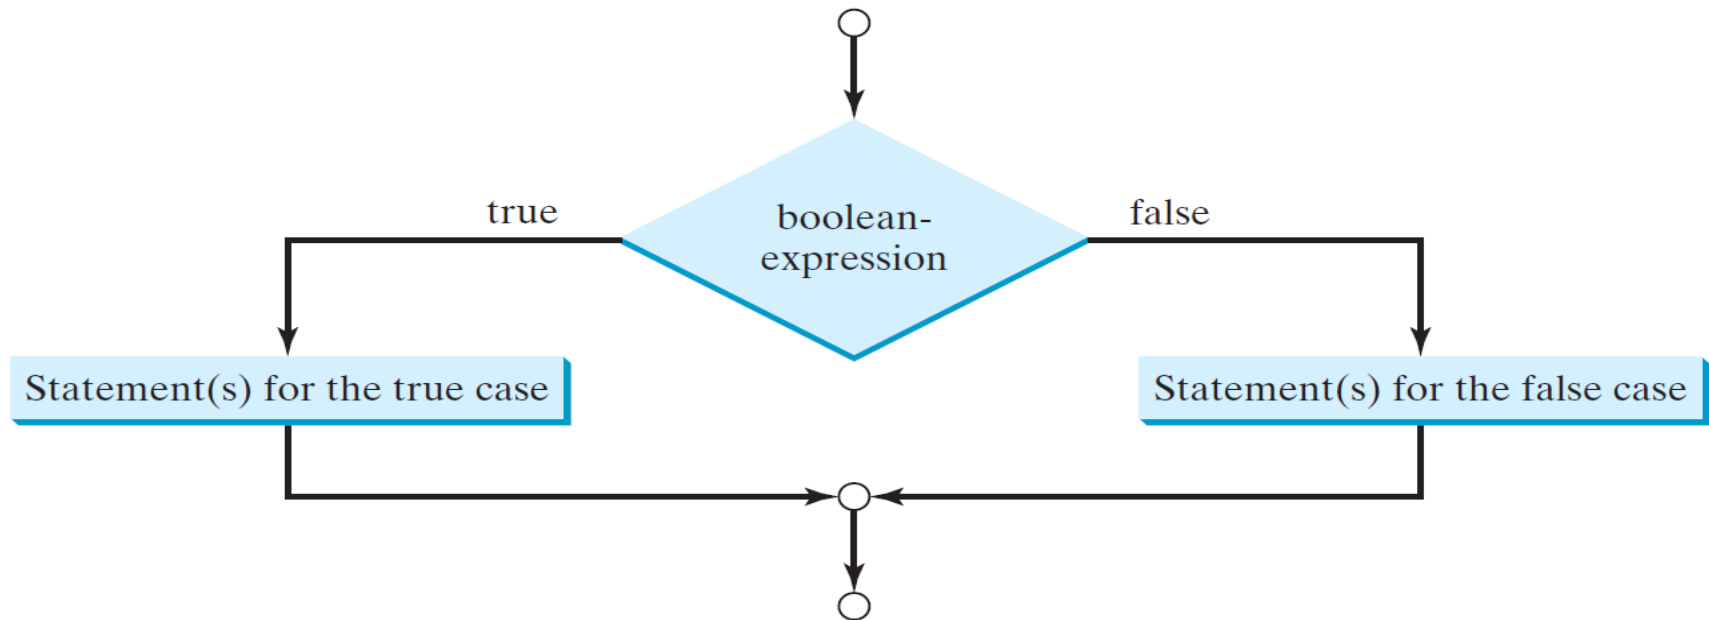 true
boolean-
expression
false
Statement(s) for the true case
Statement(s) for the false case